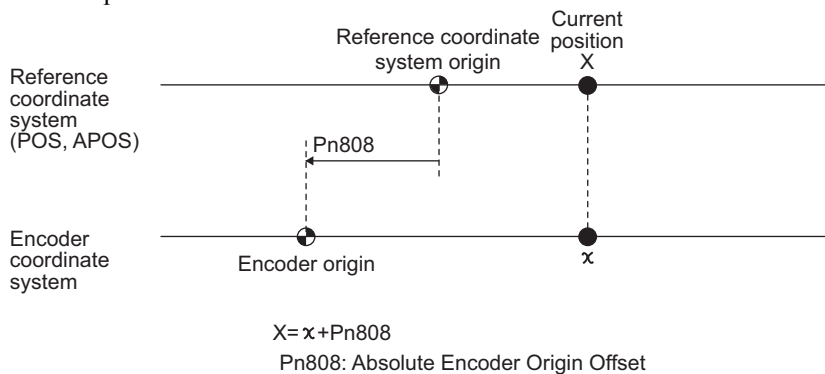 Reference coordinate
system origin
Current
position
X
Reference
coordinate
system
(POS, APOS)
Pn808
Encoder
coordinate
system
Encoder origin
x
X=x+Pn808
Pn808: Absolute Encoder Origin Offset